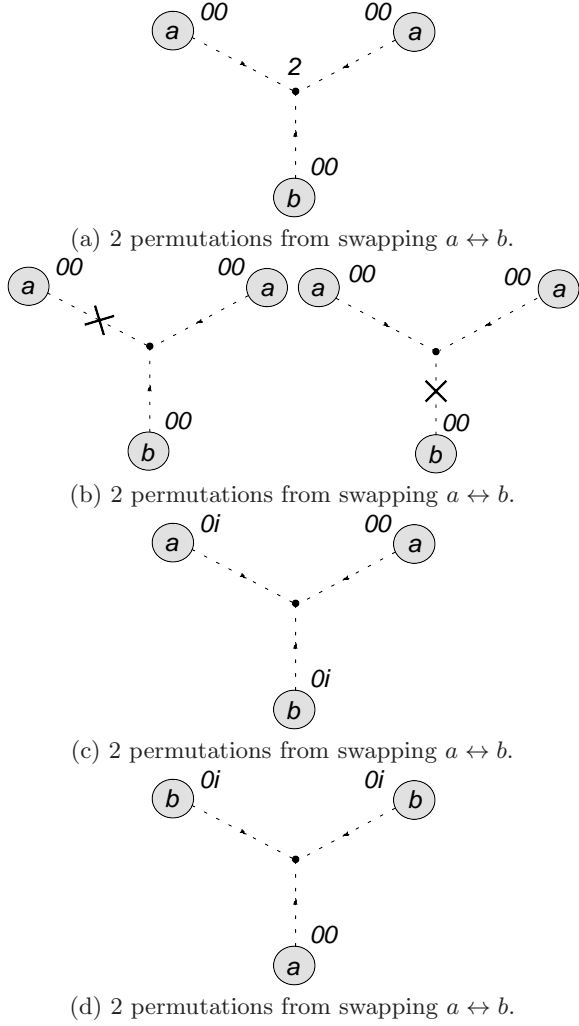 00 00
a a
2
00
b
(a) 2 permutations from swapping a ↔ b.
00 00 00 00
a a a a
00 00
b b
(b) 2 permutations from swapping a ↔ b.
0i 00
a a
0i
b
(c) 2 permutations from swapping a ↔ b.
0i 0i
b b
00
a
(d) 2 permutations from swapping a ↔ b.